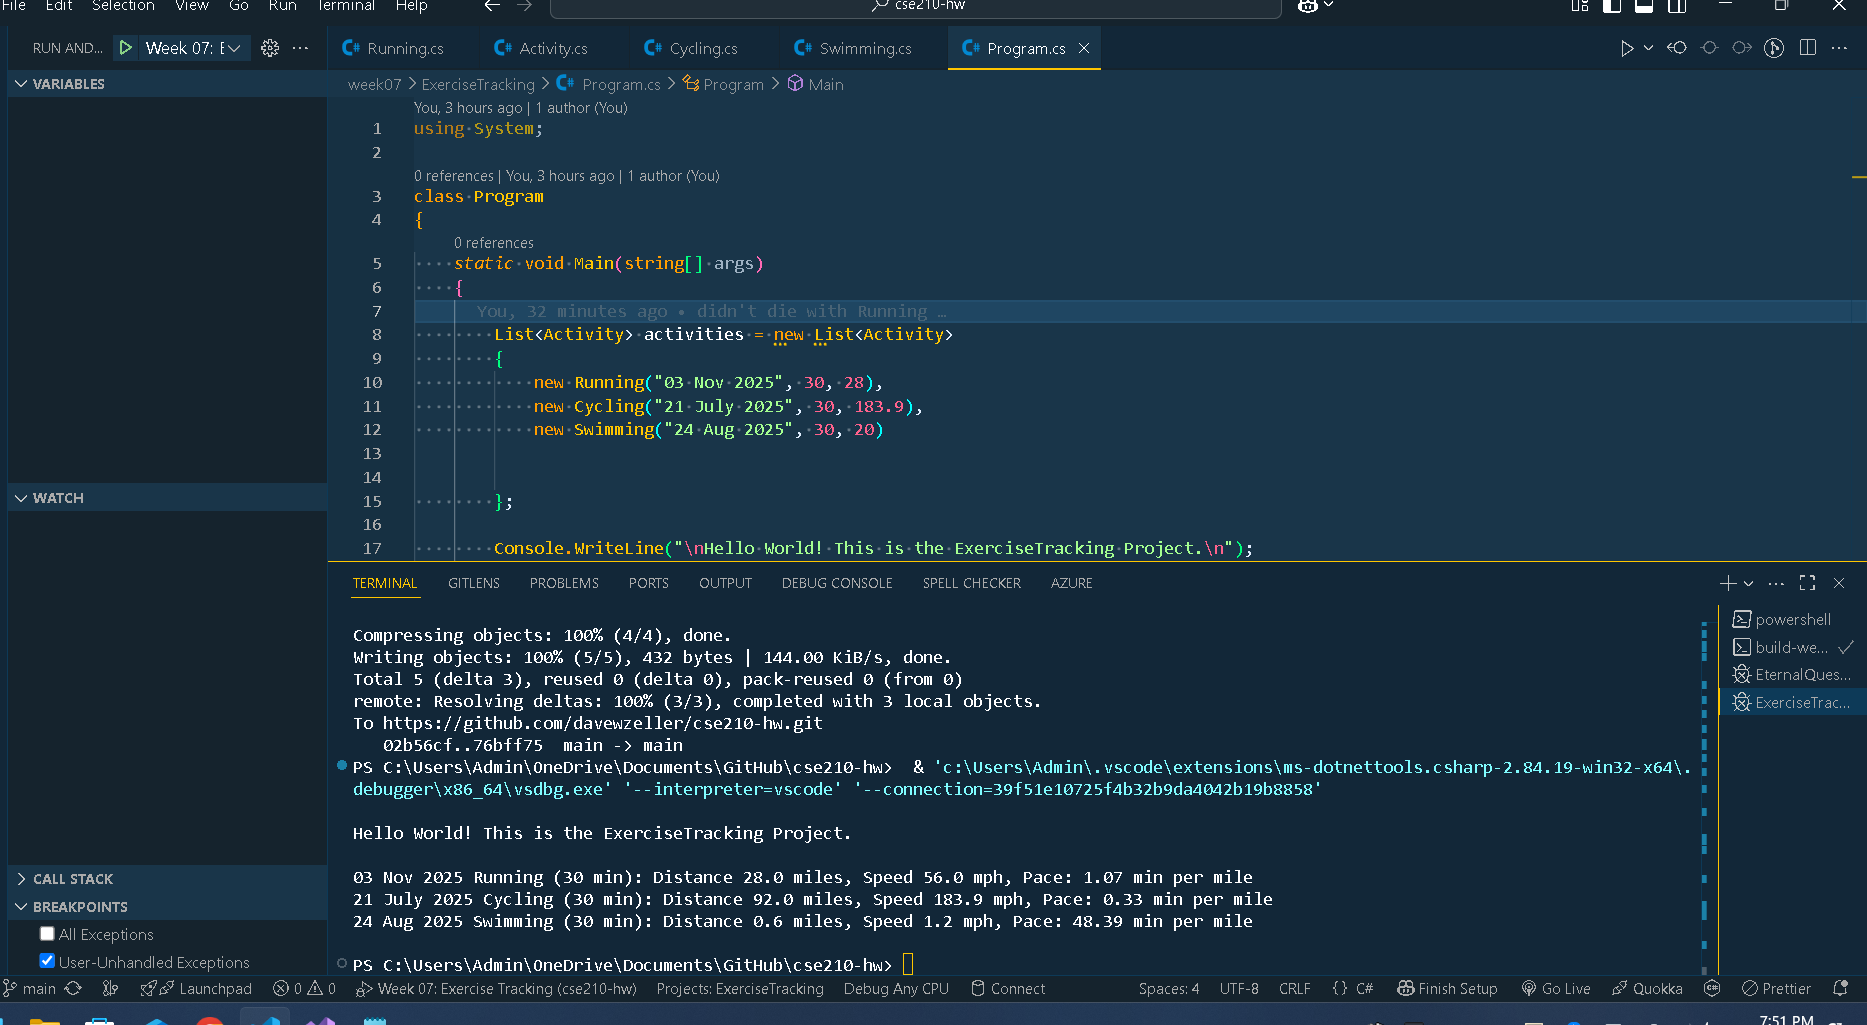 File Edit Selection View Go Run Terminal Help cse210-hw
RUN AND... Week 07: E
Running.cs Activity.cs Cycling.cs Swimming.cs Program.cs
VARIABLES
WATCH
CALL STACK
BREAKPOINTS
All Exceptions
User-Unhandled Exceptions
week07 > ExerciseTracking > Program.cs > Program > Main
You, 3 hours ago | 1 author (You)
1 using System;
2
0 references | You, 3 hours ago | 1 author (You)
3 class Program
4 {
0 references
5 static void Main(string[] args)
6 {
7 You, 32 minutes ago • didn't die with Running …
8 List<Activity> activities = new List<Activity>
9 {
10 new Running("03 Nov 2025", 30, 28),
11 new Cycling("21 July 2025", 30, 183.9),
12 new Swimming("24 Aug 2025", 30, 20)
13
14
15 };
16
17 Console.WriteLine("\nHello World! This is the ExerciseTracking Project.\n");
TERMINAL GITLENS PROBLEMS PORTS OUTPUT DEBUG CONSOLE SPELL CHECKER AZURE
Compressing objects: 100% (4/4), done.
Writing objects: 100% (5/5), 432 bytes | 144.00 KiB/s, done.
Total 5 (delta 3), reused 0 (delta 0), pack-reused 0 (from 0)
remote: Resolving deltas: 100% (3/3), completed with 3 local objects.
To https://github.com/davewzeller/cse210-hw.git
02b56cf..76bff75 main -> main
PS C:\Users\Admin\OneDrive\Documents\GitHub\cse210-hw> & 'c:\Users\Admin\.vscode\extensions\ms-dotnettools.csharp-2.84.19-win32-x64\.
debugger\x86_64\vsdbg.exe' '--interpreter=vscode' '--connection=39f51e10725f4b32b9da4042b19b8858'
Hello World! This is the ExerciseTracking Project.
03 Nov 2025 Running (30 min): Distance 28.0 miles, Speed 56.0 mph, Pace: 1.07 min per mile
21 July 2025 Cycling (30 min): Distance 92.0 miles, Speed 183.9 mph, Pace: 0.33 min per mile
24 Aug 2025 Swimming (30 min): Distance 0.6 miles, Speed 1.2 mph, Pace: 48.39 min per mile
PS C:\Users\Admin\OneDrive\Documents\GitHub\cse210-hw>
powershell
build-we...
EternalQues...
ExerciseTrac...
main Launchpad 0 0 Week 07: Exercise Tracking (cse210-hw) Projects: ExerciseTracking Debug Any CPU Connect Spaces: 4 UTF-8 CRLF {} C# Finish Setup Go Live Quokka Prettier
7:51 PM